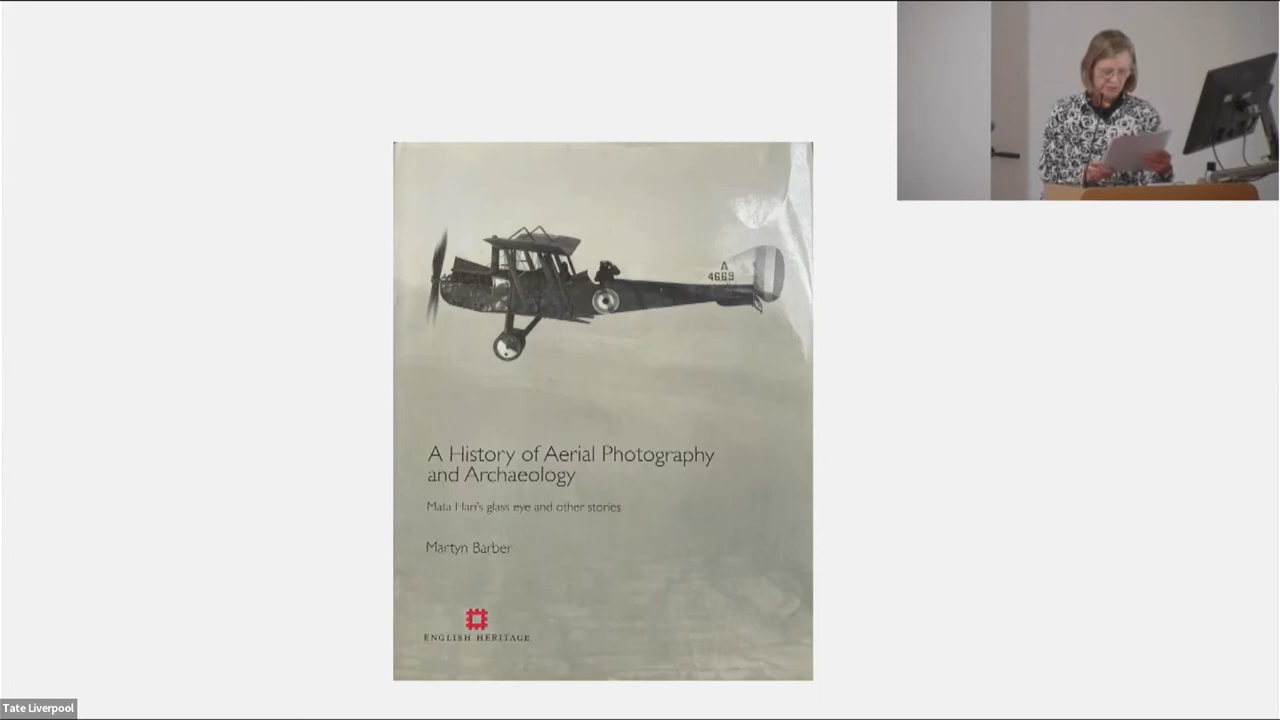 A
4669
A History of Aerial Photography
and Archaeology
Mata Hari's glass eye and other stories
Martyn Barber
ENGLISH HERITAGE
Tate Liverpool